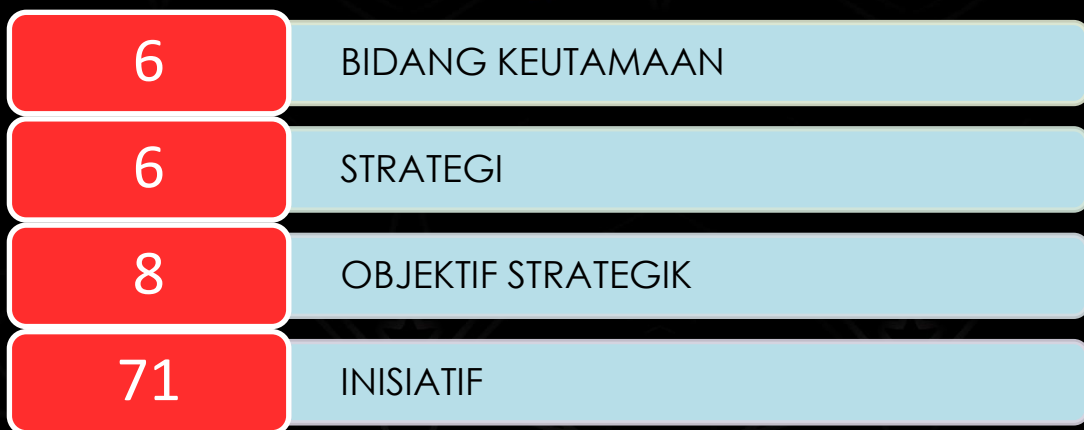 6 BIDANG KEUTAMAAN
6 STRATEGI
8 OBJEKTIF STRATEGIK
71 INISIATIF